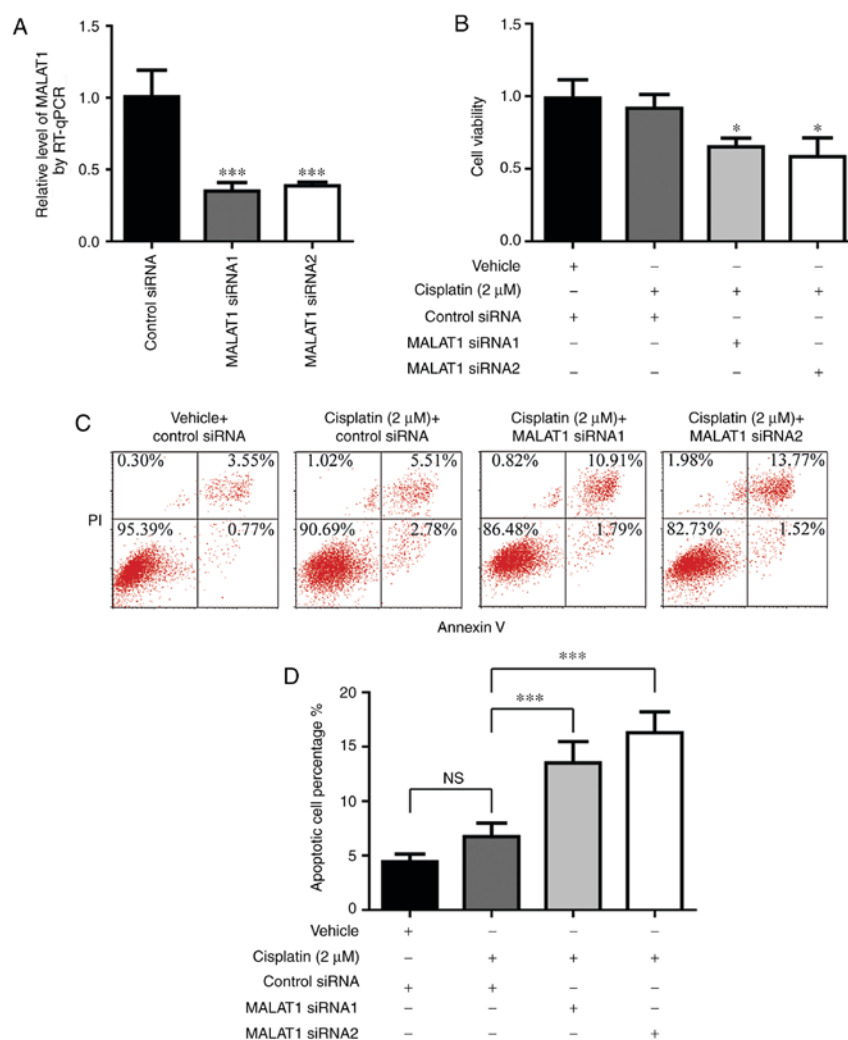 A
Relative level of MALAT1
by RT-qPCR
1.5
1.0
0.5
0.0
***
***
Control siRNA
MALAT1 siRNA1
MALAT1 siRNA2
B
Cell viability
1.5
1.0
0.5
0.0
*
*
Vehicle + – – –
Cisplatin (2 μM) – + + +
Control siRNA + + – –
MALAT1 siRNA1 – – + –
MALAT1 siRNA2 – – – +
C
Vehicle+
control siRNA
Cisplatin (2 μM)+
control siRNA
Cisplatin (2 μM)+
MALAT1 siRNA1
Cisplatin (2 μM)+
MALAT1 siRNA2
PI
0.30% 3.55%
95.39% 0.77%
1.02% 5.51%
90.69% 2.78%
0.82% 10.91%
86.48% 1.79%
1.98% 13.77%
82.73% 1.52%
Annexin V
D
Apoptotic cell percentage %
20
15
10
5
0
NS
***
***
Vehicle + – – –
Cisplatin (2 μM) – + + +
Control siRNA + + – –
MALAT1 siRNA1 – – + –
MALAT1 siRNA2 – – – +